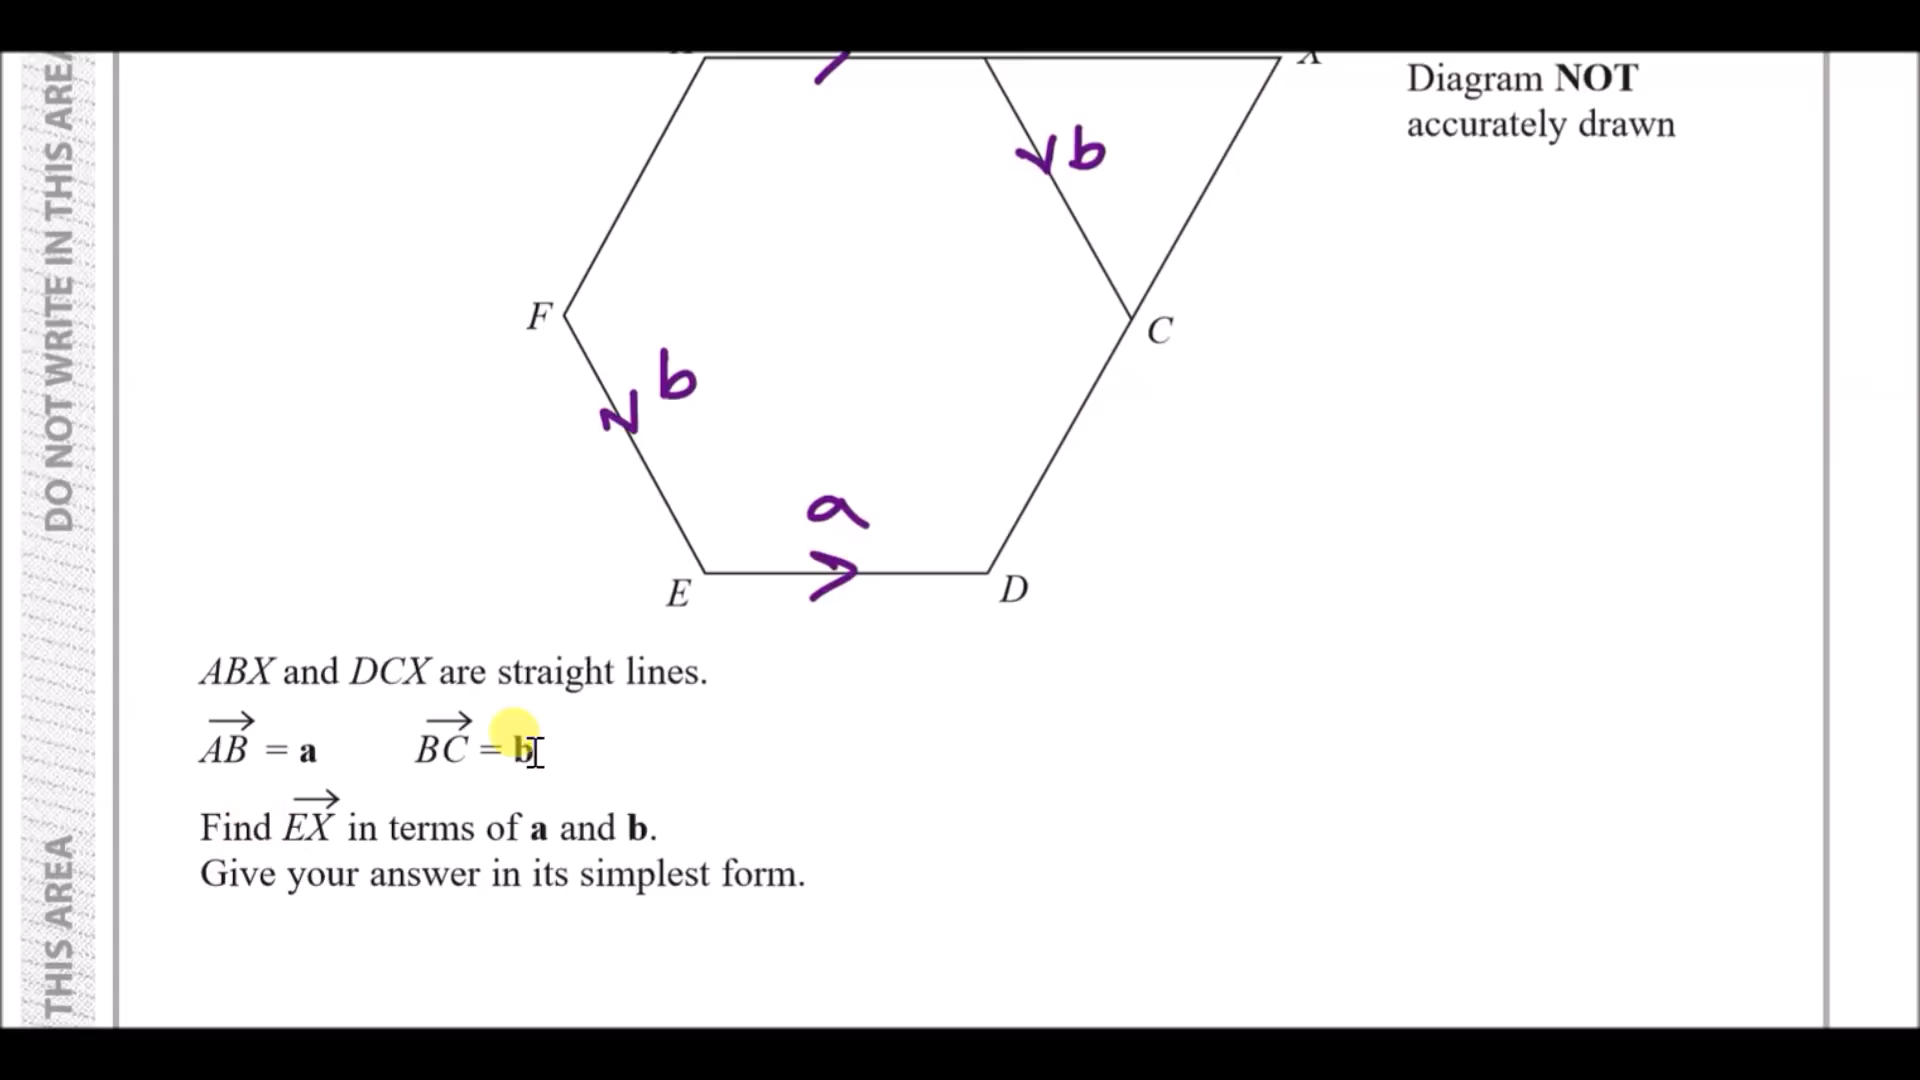 X
Diagram NOT
accurately drawn
b
F
C
b
a
E
D
ABX and DCX are straight lines.
AB = a BC = b
Find EX in terms of a and b.
Give your answer in its simplest form.
DO NOT WRITE IN THIS AREA
THIS AREA